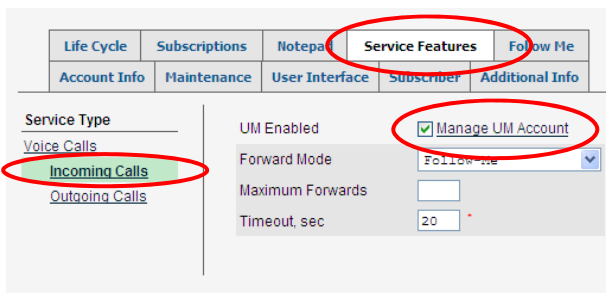 Life Cycle Subscriptions Notepad Service Features Follow Me
Account Info Maintenance User Interface Subscriber Additional Info
Service Type
Voice Calls
Incoming Calls
Outgoing Calls
UM Enabled Manage UM Account
Forward Mode Follow-Me
Maximum Forwards
Timeout, sec 20 *